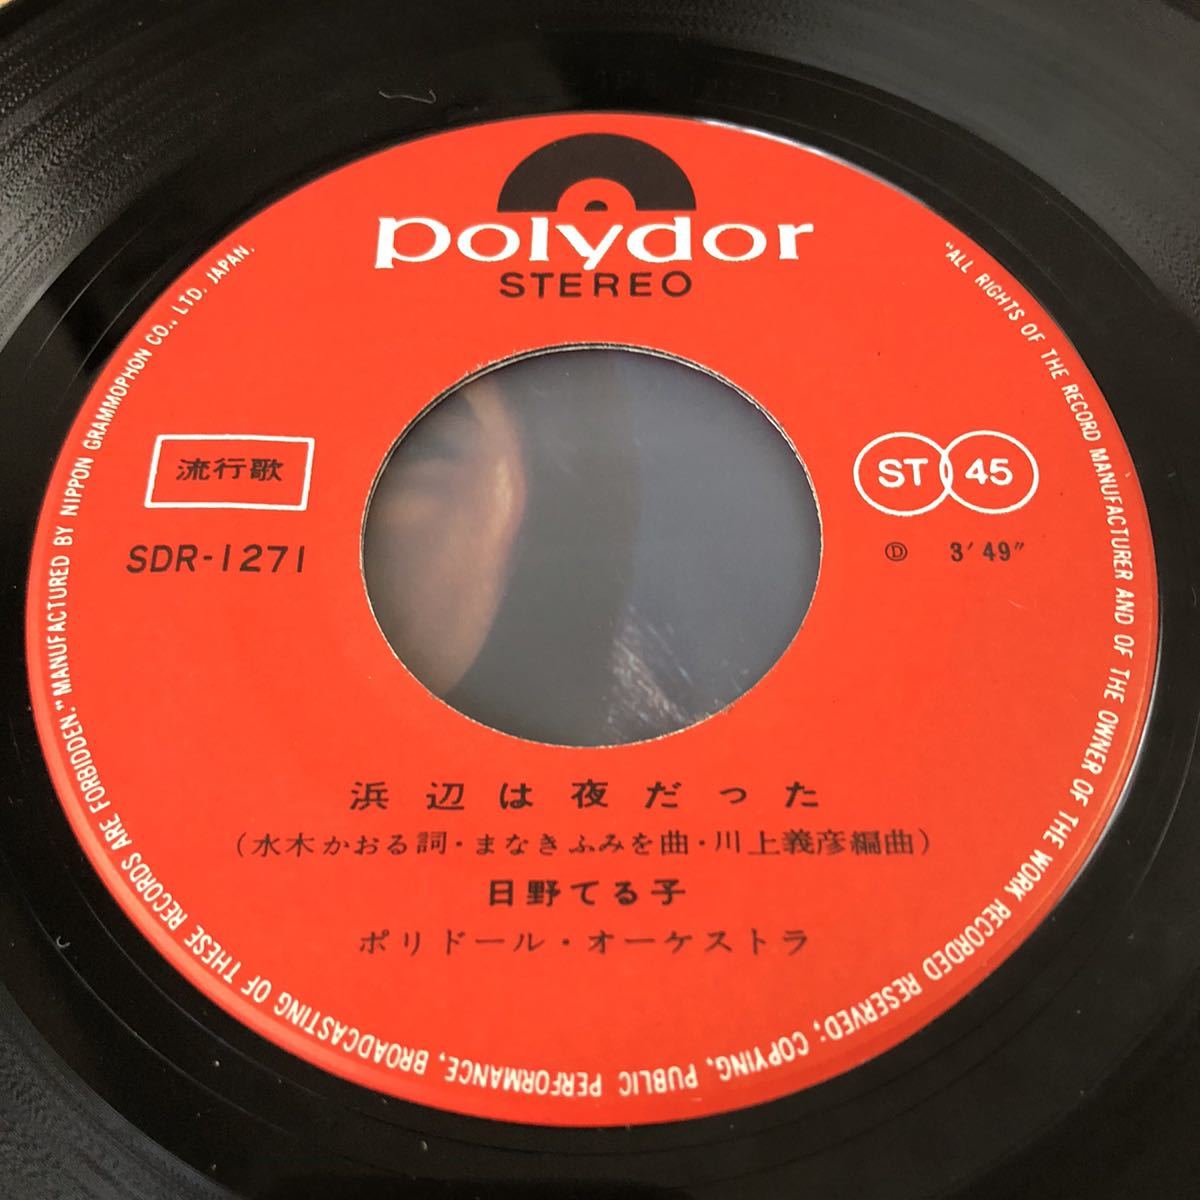 polydor
STEREO
流行歌
SDR-1271
ST 45
Ⓓ 3′49″
浜辺は夜だった
(水木かおる詞・まなきふみを曲・川上義彦編曲)
日野てる子
ポリドール・オーケストラ
"ALL RIGHTS OF THE RECORD MANUFACTURER AND OF THE OWNER OF THE WORK RECORDED RESERVED; COPYING, PUBLIC PERFORMANCE, BROADCASTING OF THESE RECORDS ARE FORBIDDEN." MANUFACTURED BY NIPPON GRAMMOPHON CO., LTD. JAPAN.